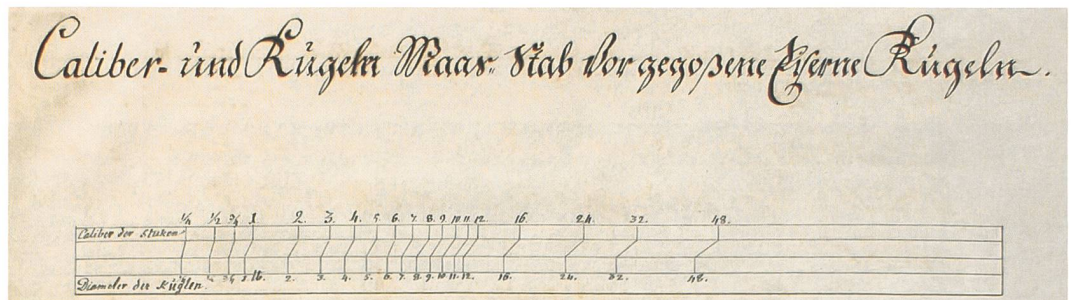 Caliber- und Kugeln Maas-Stab Vor gegoßene Eiserne Kugeln.
1/4 1/2 3/4 1 2. 3. 4. 5. 6. 7. 8. 9. 10 11 12. 16. 24. 32. 48.
Caliber der Stuken
1/4 1/2 3/4 1. lb. 2. 3. 4. 5. 6. 7. 8. 9. 10. 11. 12. 16. 24. 32. 48.
Diameter der Kuglen.